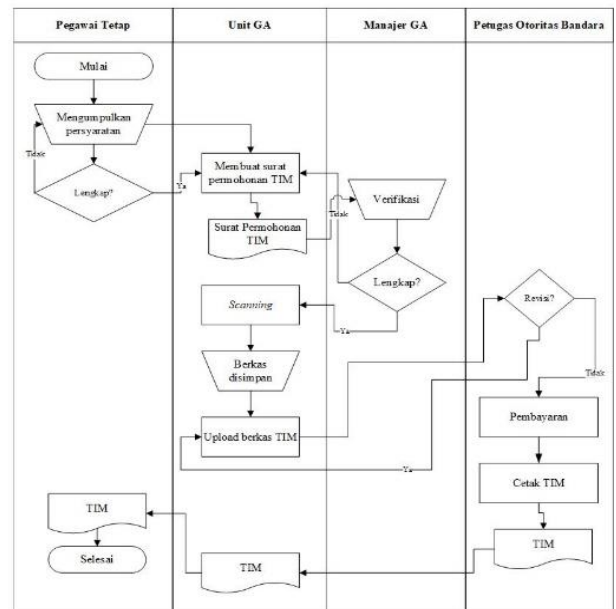 Pegawai Tetap
Unit GA
Manajer GA
Petugas Otoritas Bandara
Mulai
Mengumpulkan
persyaratan
Tidak
Lengkap?
Ya
Membuat surat
permohonan TIM
Surat Permohonan
TIM
Tidak
Verifikasi
Lengkap?
Ya
Scanning
Berkas
disimpan
Upload berkas TIM
Revisi?
Tidak
Ya
Pembayaran
Cetak TIM
TIM
TIM
TIM
Selesai